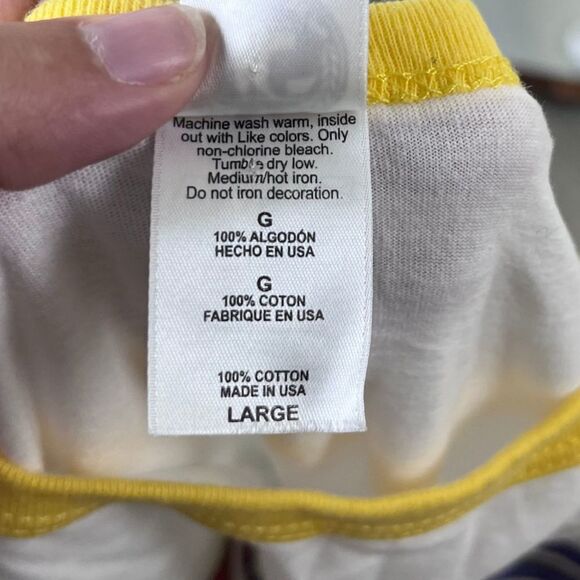 Machine wash warm, inside
out with Like colors. Only
non-chlorine bleach.
Tumble dry low.
Medium/hot iron.
Do not iron decoration.
G
100% ALGODÓN
HECHO EN USA
G
100% COTON
FABRIQUE EN USA
100% COTTON
MADE IN USA
LARGE